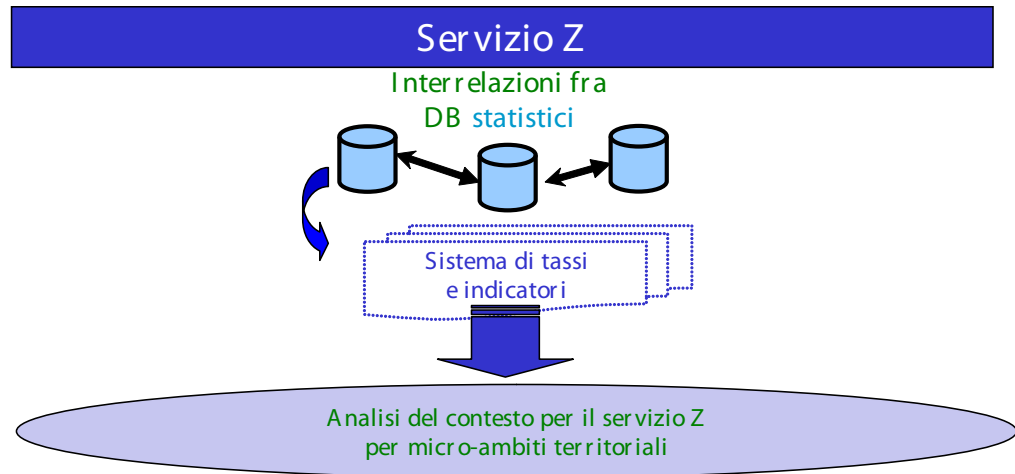 Servizio Z
Interrelazioni fra
DB statistici
Sistema di tassi
e indicatori
Analisi del contesto per il servizio Z
per micro-ambiti territoriali